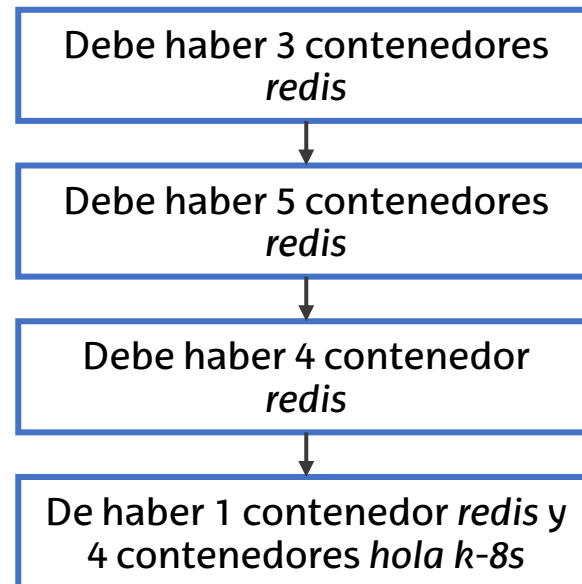 Debe haber 3 contenedores
redis
Debe haber 5 contenedores
redis
Debe haber 4 contenedor
redis
De haber 1 contenedor redis y
4 contenedores hola k-8s